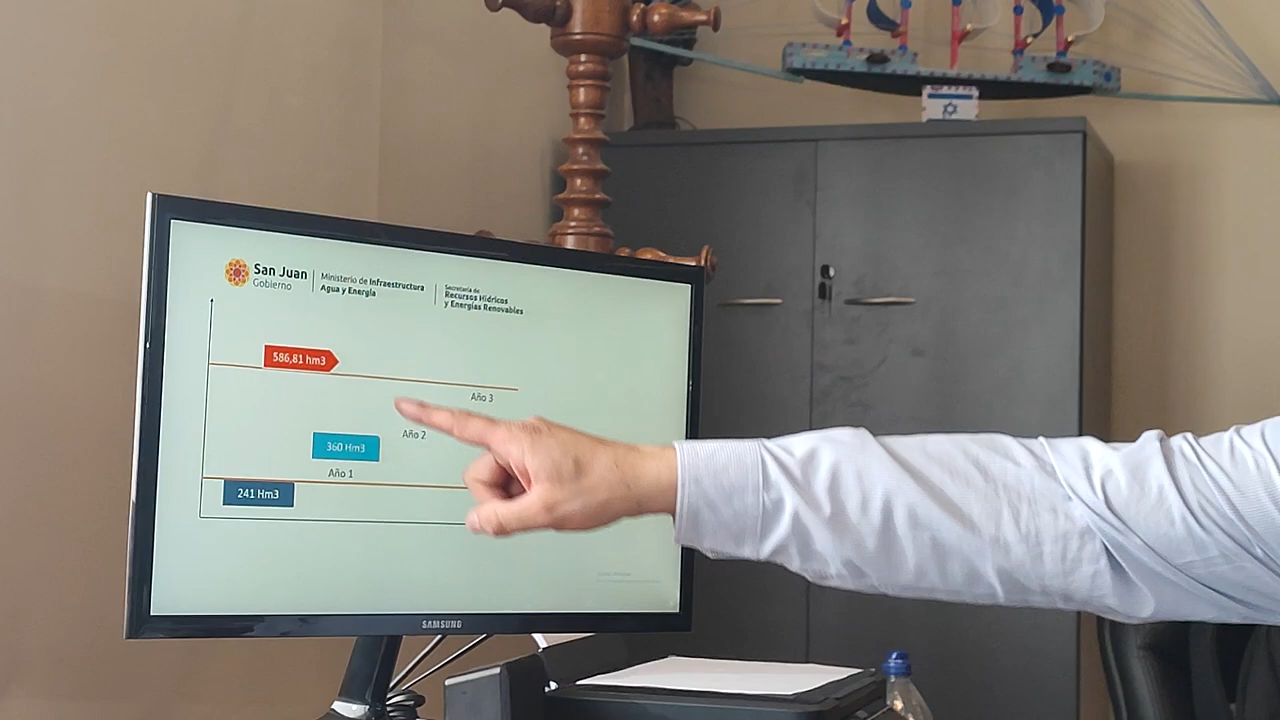 San Juan
Gobierno
Ministerio de Infraestructura
Agua y Energía
Secretaría de
Recursos Hídricos
y Energías Renovables
586,81 hm3
Año 3
Año 2
360 Hm3
Año 1
241 Hm3
SAMSUNG